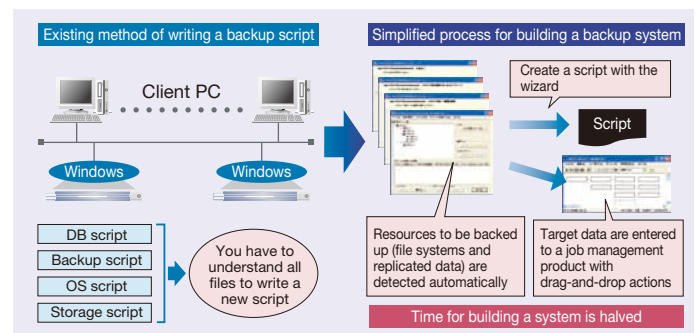 Existing method of writing a backup script
Client PC
Windows
Windows
DB script
Backup script
OS script
Storage script
You have to
understand all
files to write a
new script
Simplified process for building a backup system
Create a script with the
wizard
Script
Resources to be backed
up (file systems and
replicated data) are
detected automatically
Target data are entered
to a job management
product with
drag-and-drop actions
Time for building a system is halved